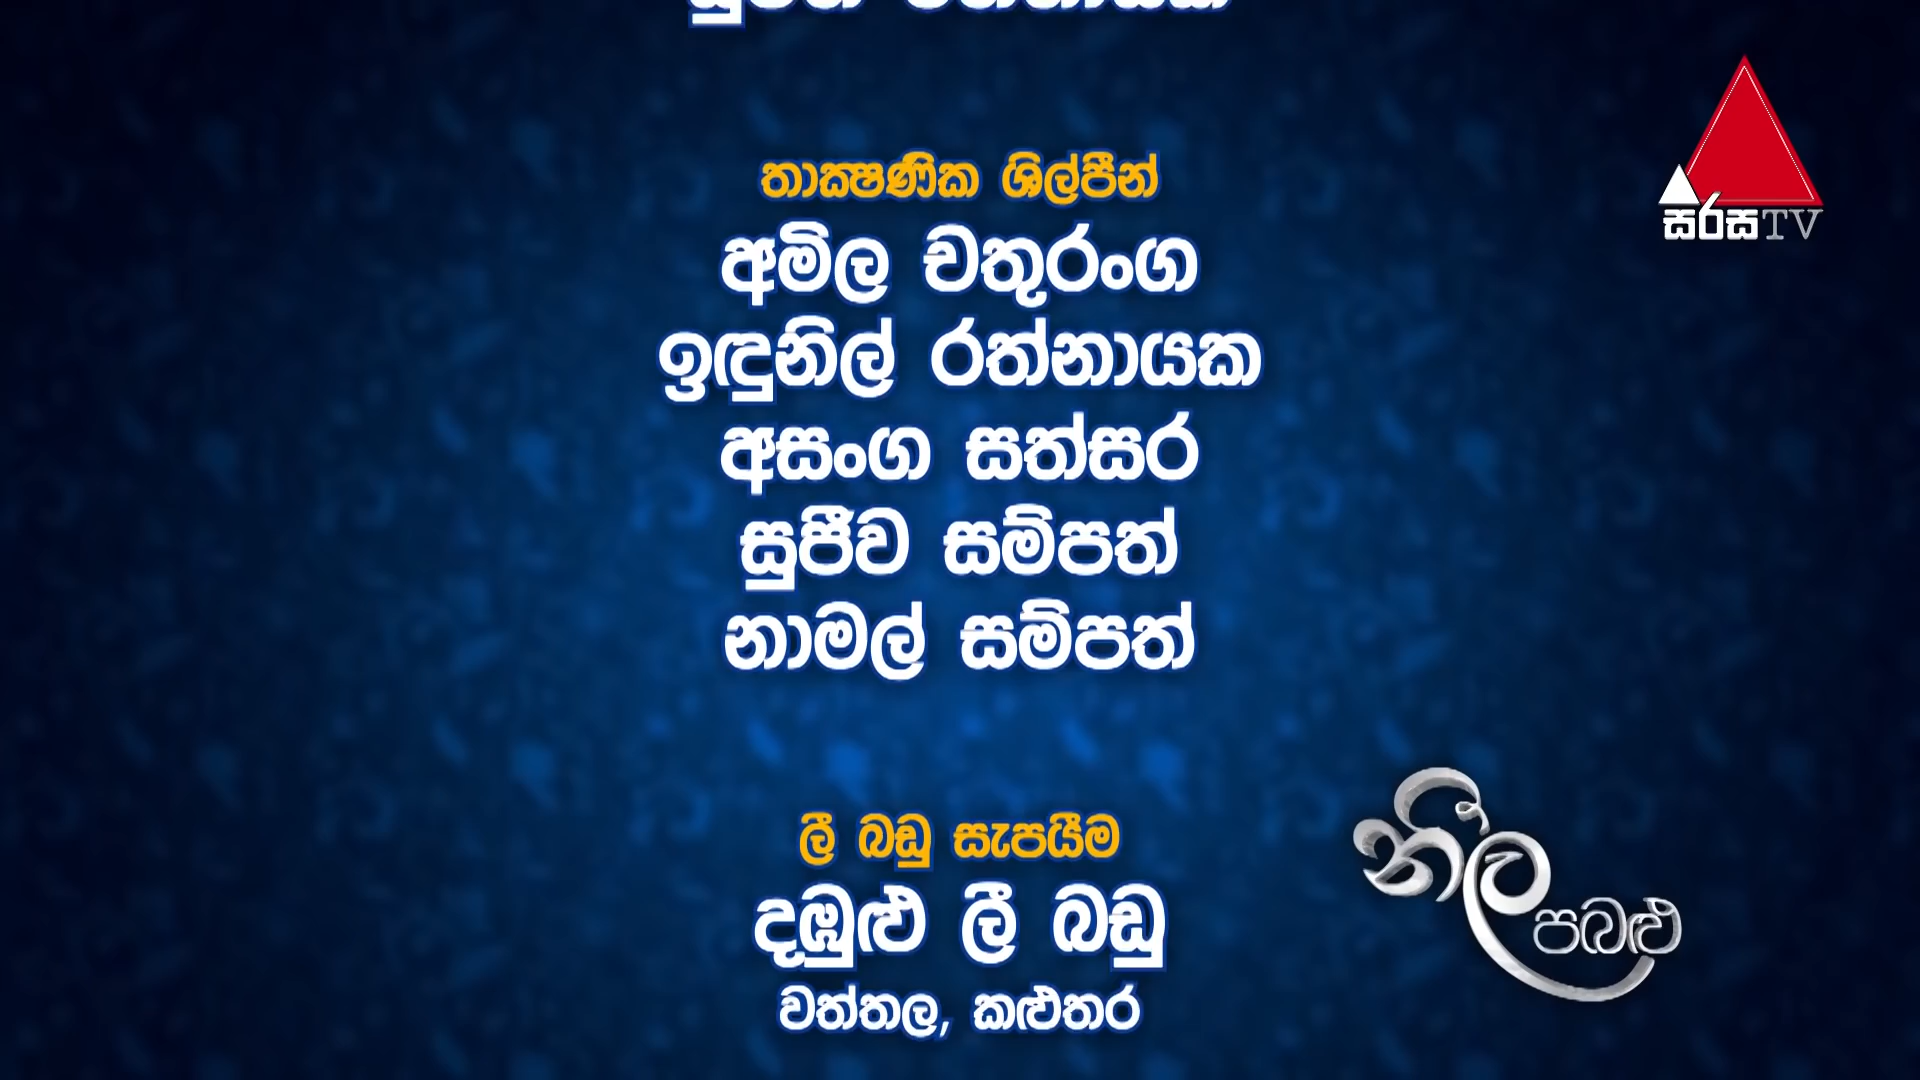 තාක්ෂණික ශිල්පීන්
අමිල චතුරංග
ඉඳුනිල් රත්නායක
අසංග සත්සර
සුජීව සම්පත්
නාමල් සම්පත්
ලී බඩු සැපයීම
දඹුළු ලී බඩු
වත්තල, කළුතර
සිරස TV
නීල
පබළු